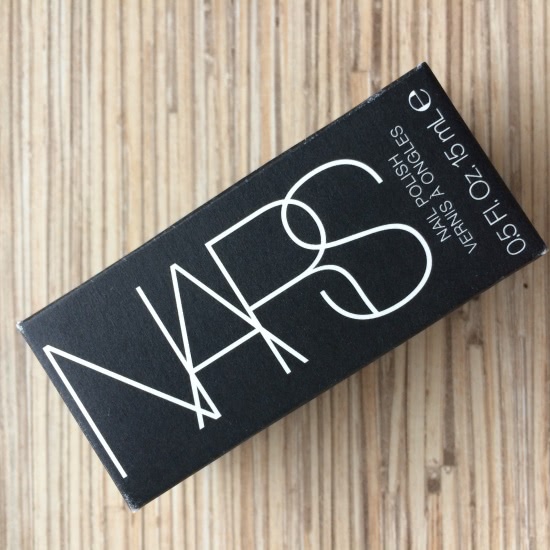 NARS
NAIL POLISH
VERNIS À ONGLES
0.5 FL. OZ. 15 mL ℮